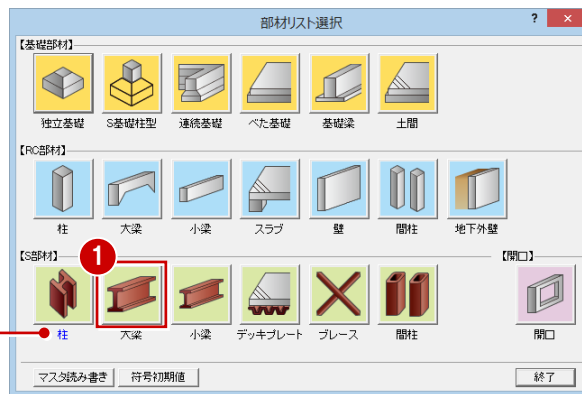 部材リスト選択
? ×
【基礎部材】
独立基礎 S基礎柱型 連続基礎 べた基礎 基礎梁 土間
【RC部材】
柱 大梁 小梁 スラブ 壁 間柱 地下外壁
【S部材】 【開口】
1
柱 大梁 小梁 デッキプレート ブレース 間柱 開口
マスタ読み書き 符号初期値 終了